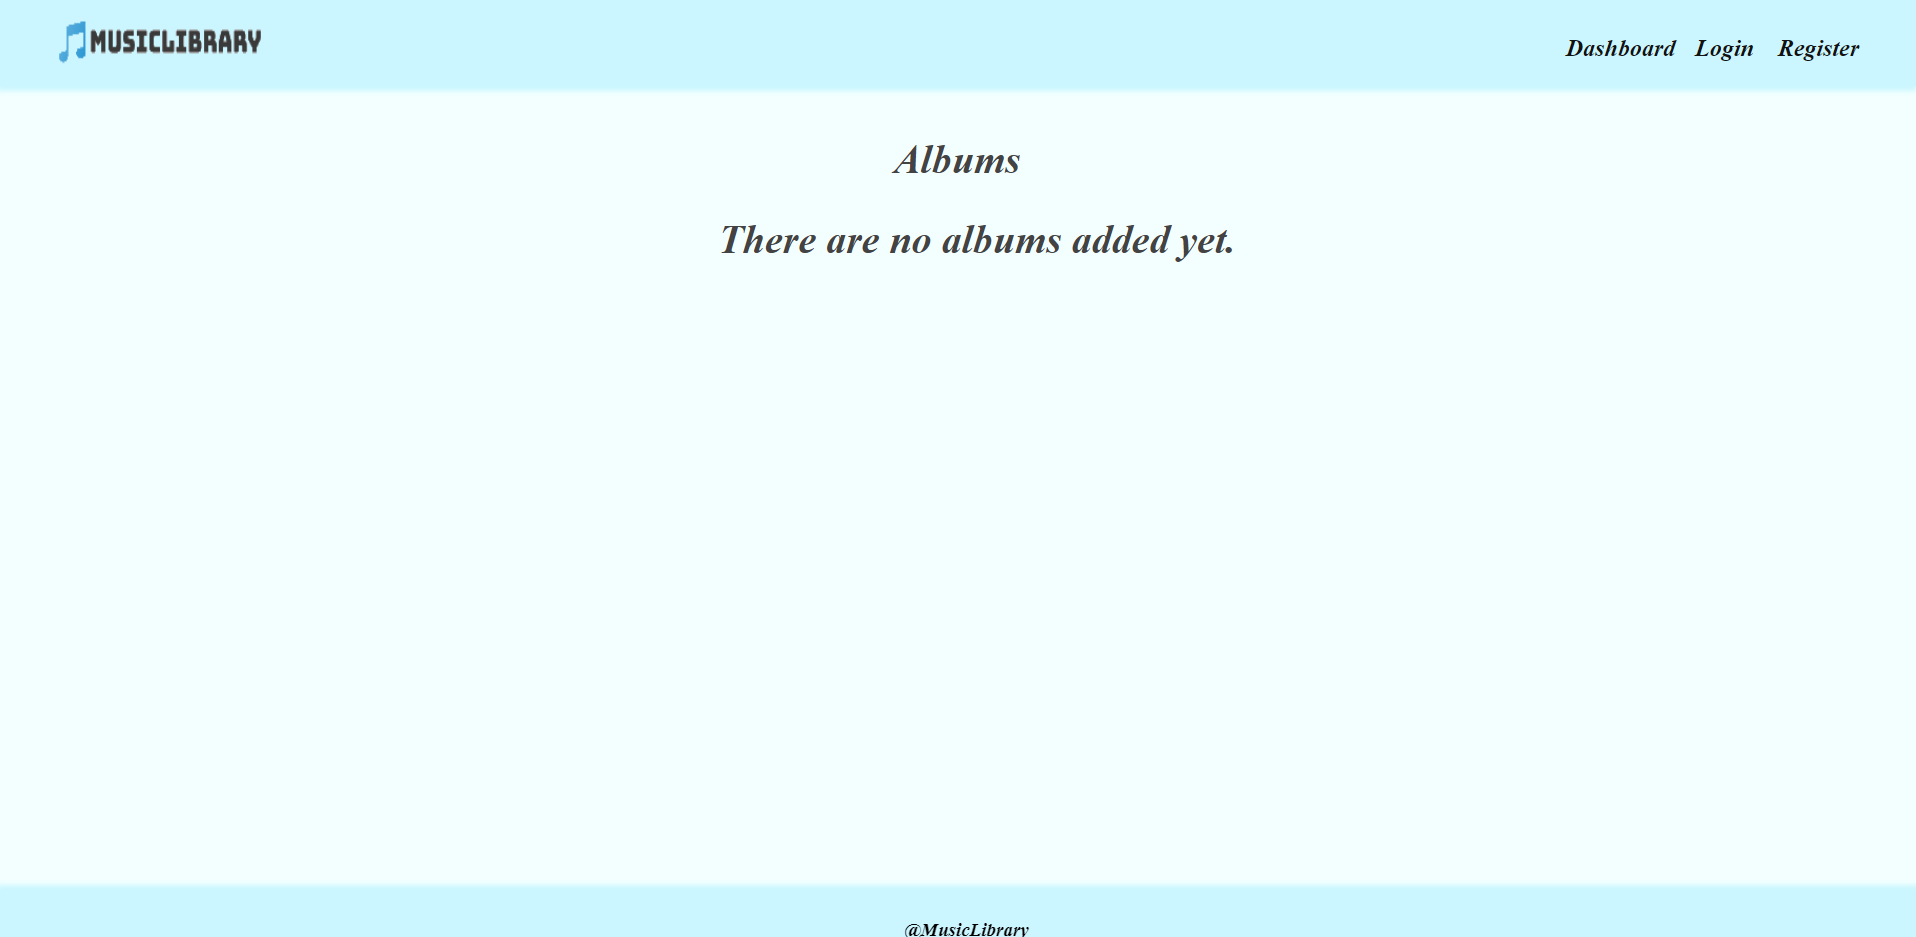 MUSICLIBRARY
Dashboard Login Register
Albums
There are no albums added yet.
@MusicLibrary